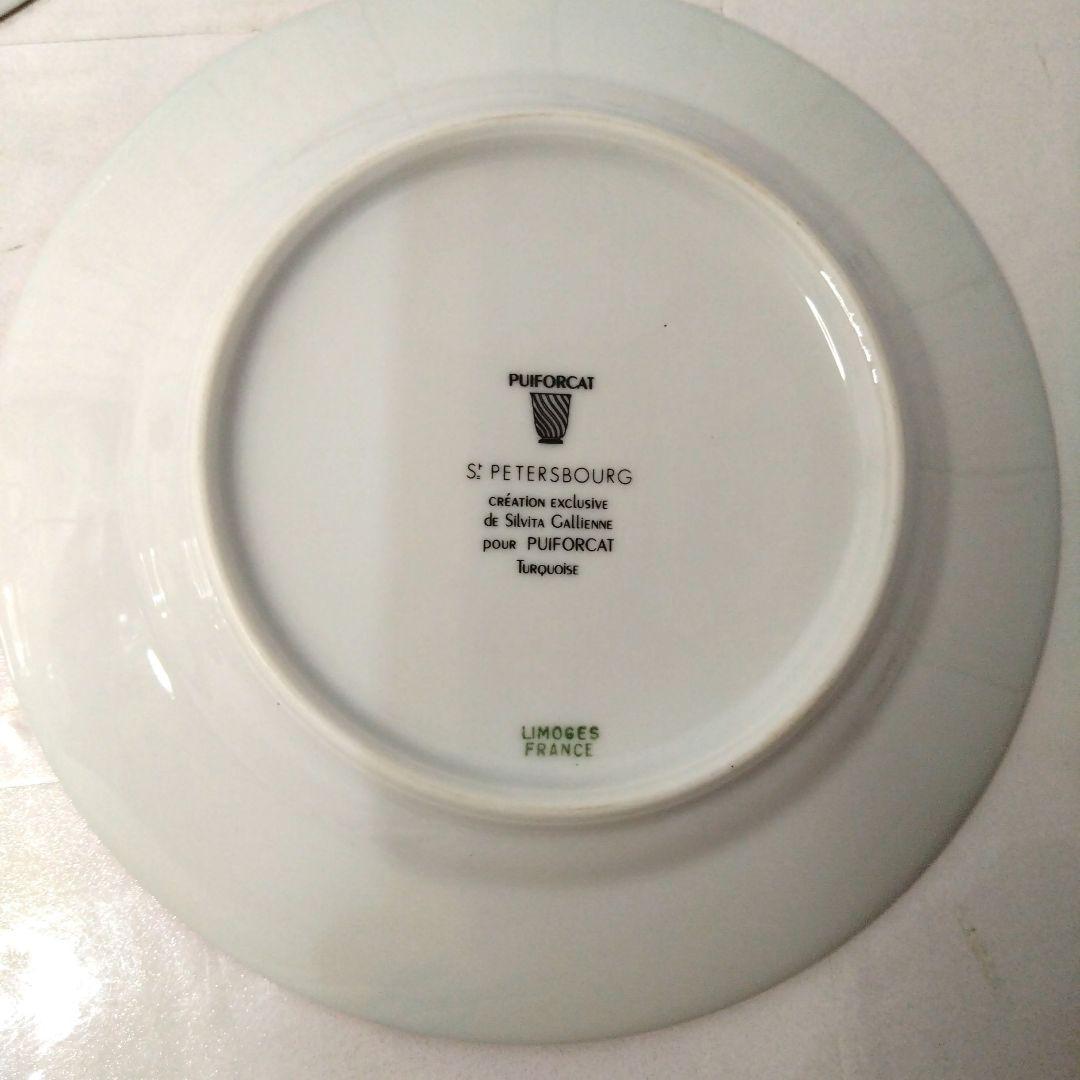 PUIFORCAT
St PETERSBOURG
CRÉATION EXCLUSIVE
de Silvita Gallienne
pour PUIFORCAT
Turquoise
LIMOGES
FRANCE